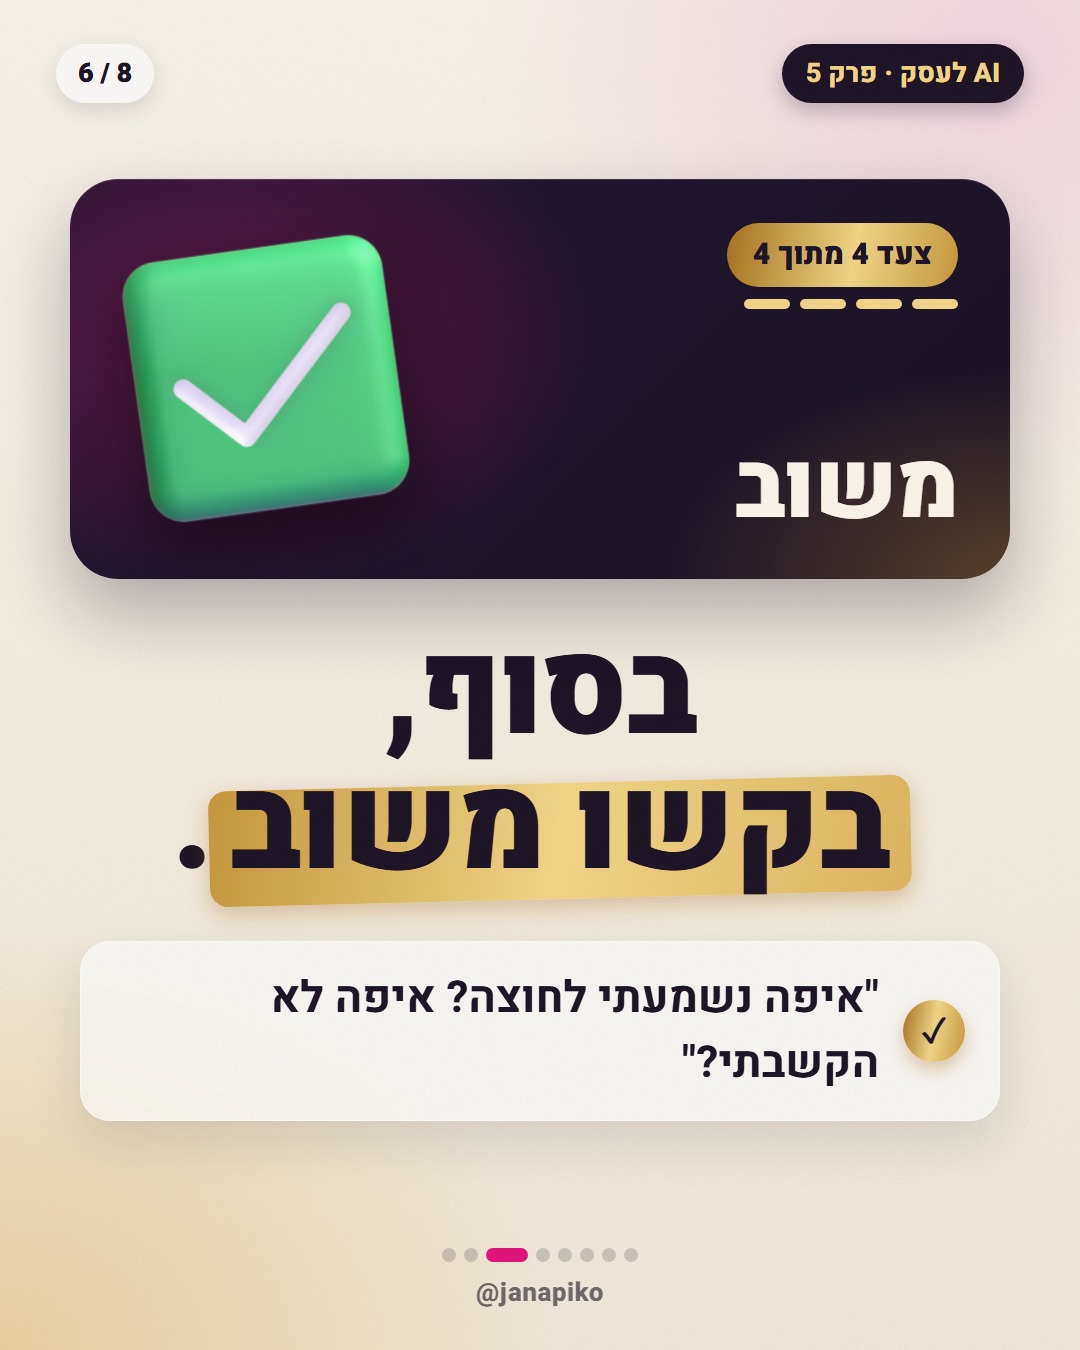 AI לעסק · פרק 5
6 / 8
צעד 4 מתוך 4
משוב
בסוף,
בקשו משוב.
"איפה נשמעתי לחוצה? איפה לא
הקשבתי?"
@janapiko